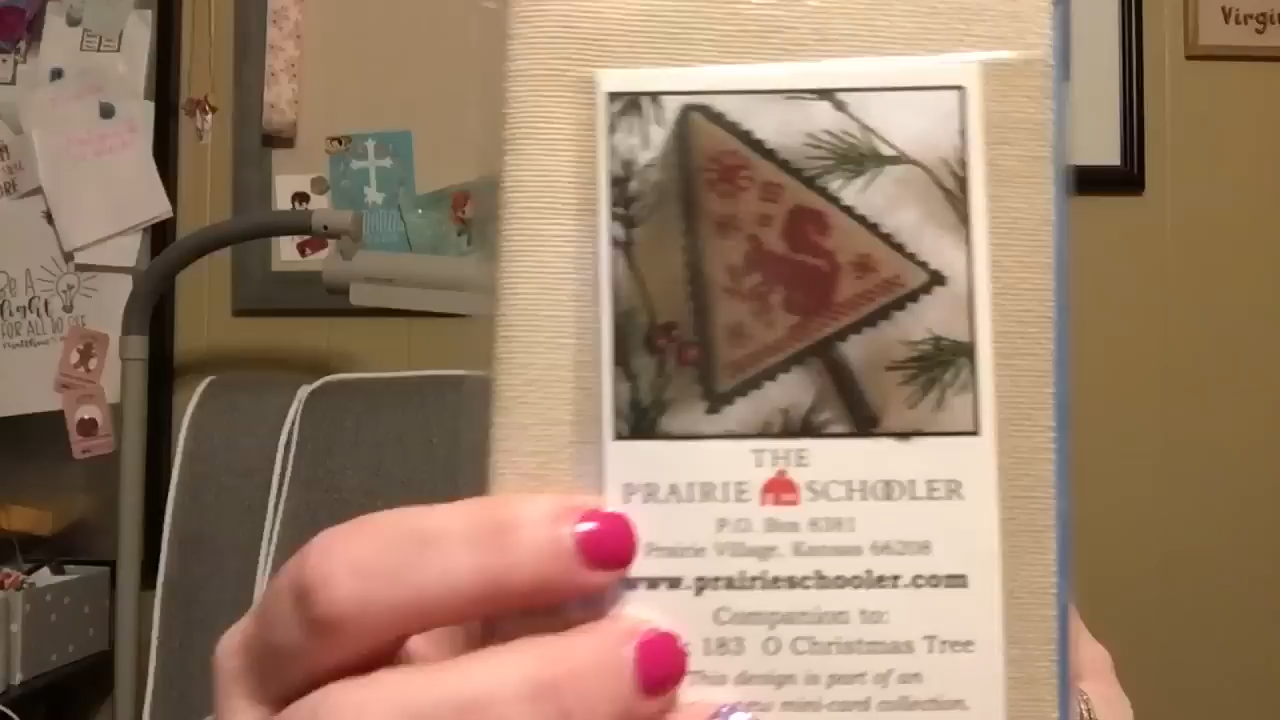 Virgi
Be A
light
FOR ALL TO SEE
THE
PRAIRIE SCHOOLER
P.O. Box 8381
Prairie Village, Kansas 66208
www.prairieschooler.com
Companion to:
183 O Christmas Tree
This design is part of an
mini-card collection.